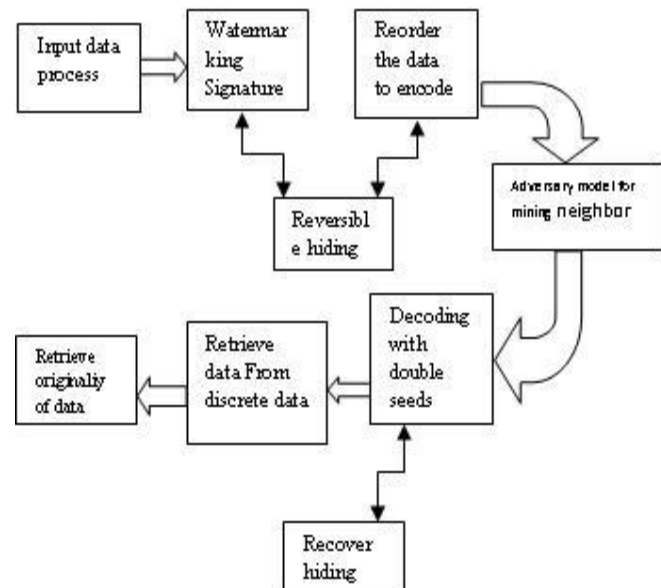 Input data
process
Watermar
king
Signature
Reorder
the data
to encode
Adversary model for
mining neighbor
Reversibl
e hiding
Decoding
with
double
seeds
Retrieve
data From
discrete data
Retrieve
originaliy
of data
Recover
hiding